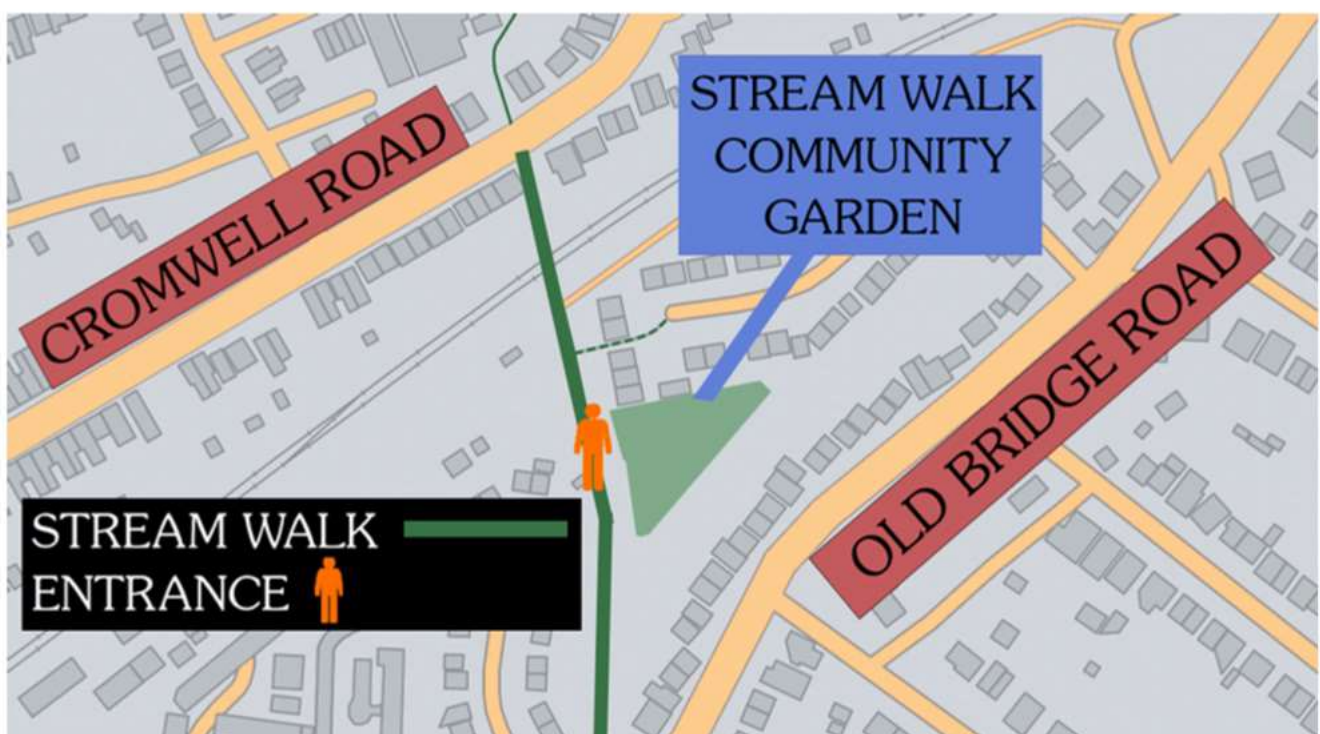 CROMWELL ROAD
STREAM WALK
COMMUNITY
GARDEN
OLD BRIDGE ROAD
STREAM WALK
ENTRANCE